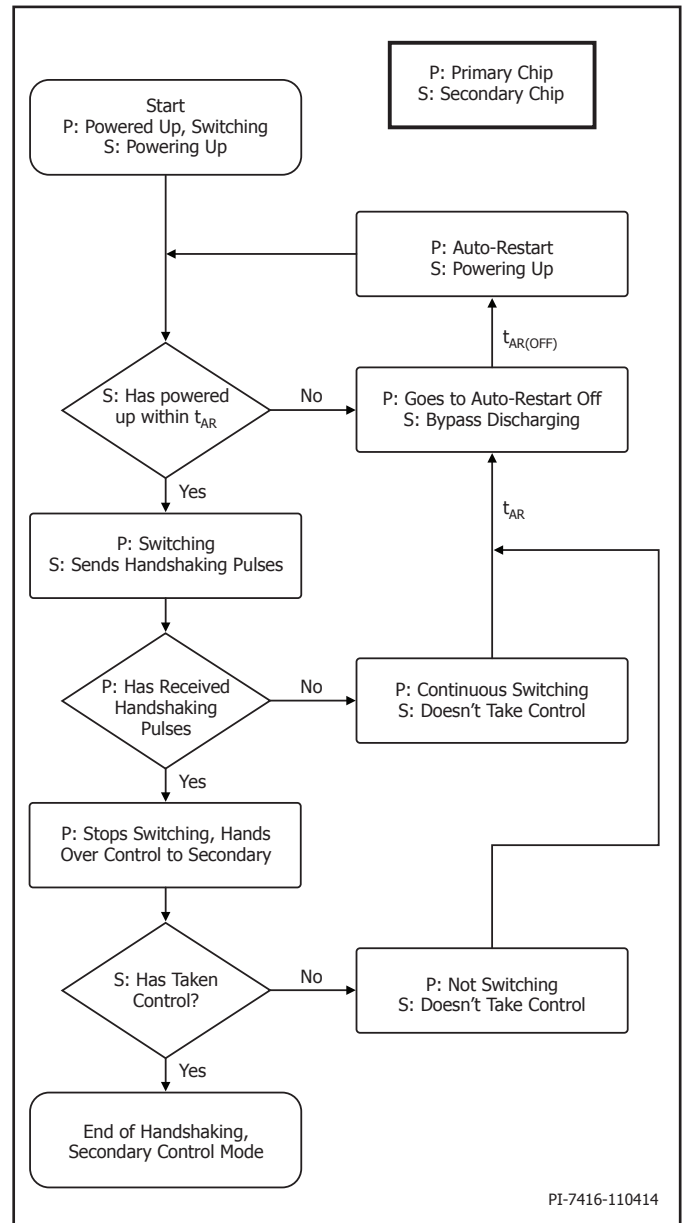 P: Primary Chip
S: Secondary Chip
Start
P: Powered Up, Switching
S: Powering Up
P: Auto-Restart
S: Powering Up
tAR(OFF)
S: Has powered
up within tAR
No
P: Goes to Auto-Restart Off
S: Bypass Discharging
Yes
tAR
P: Switching
S: Sends Handshaking Pulses
P: Has Received
Handshaking
Pulses
No
P: Continuous Switching
S: Doesn't Take Control
Yes
P: Stops Switching, Hands
Over Control to Secondary
S: Has Taken
Control?
No
P: Not Switching
S: Doesn't Take Control
Yes
End of Handshaking,
Secondary Control Mode
PI-7416-110414